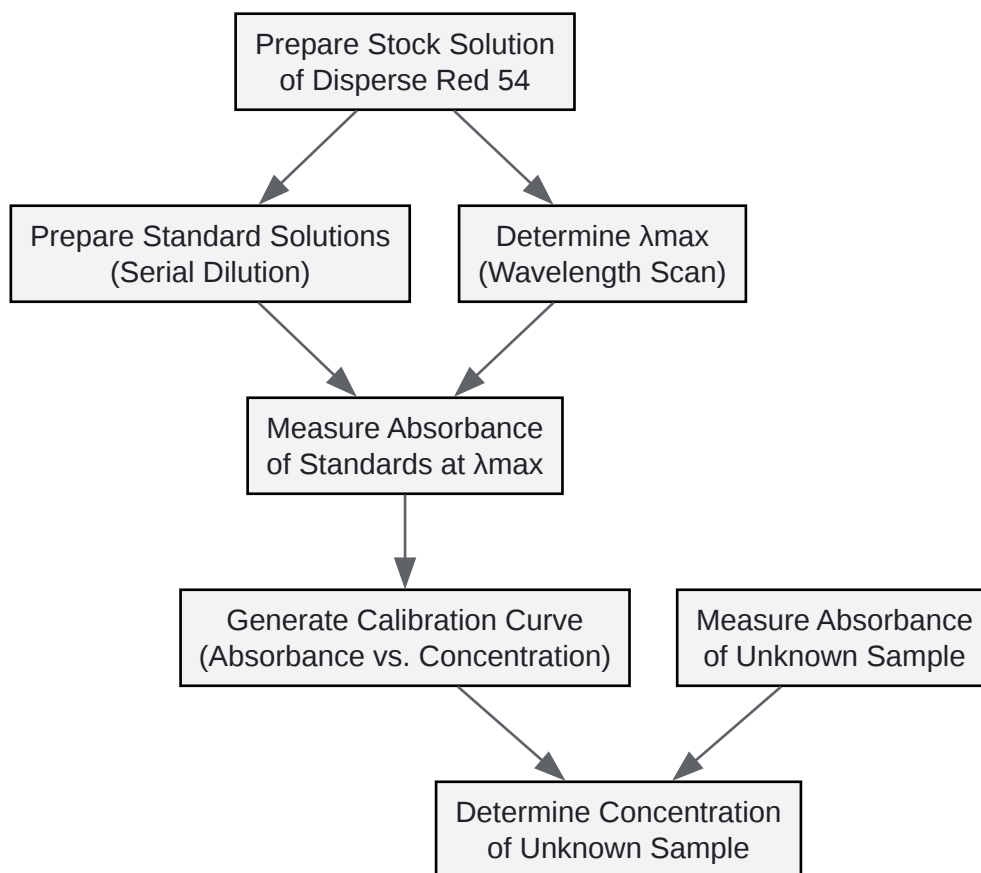 Prepare Stock Solution
of Disperse Red 54
Prepare Standard Solutions
(Serial Dilution)
Determine λmax
(Wavelength Scan)
Measure Absorbance
of Standards at λmax
Generate Calibration Curve
(Absorbance vs. Concentration)
Measure Absorbance
of Unknown Sample
Determine Concentration
of Unknown Sample